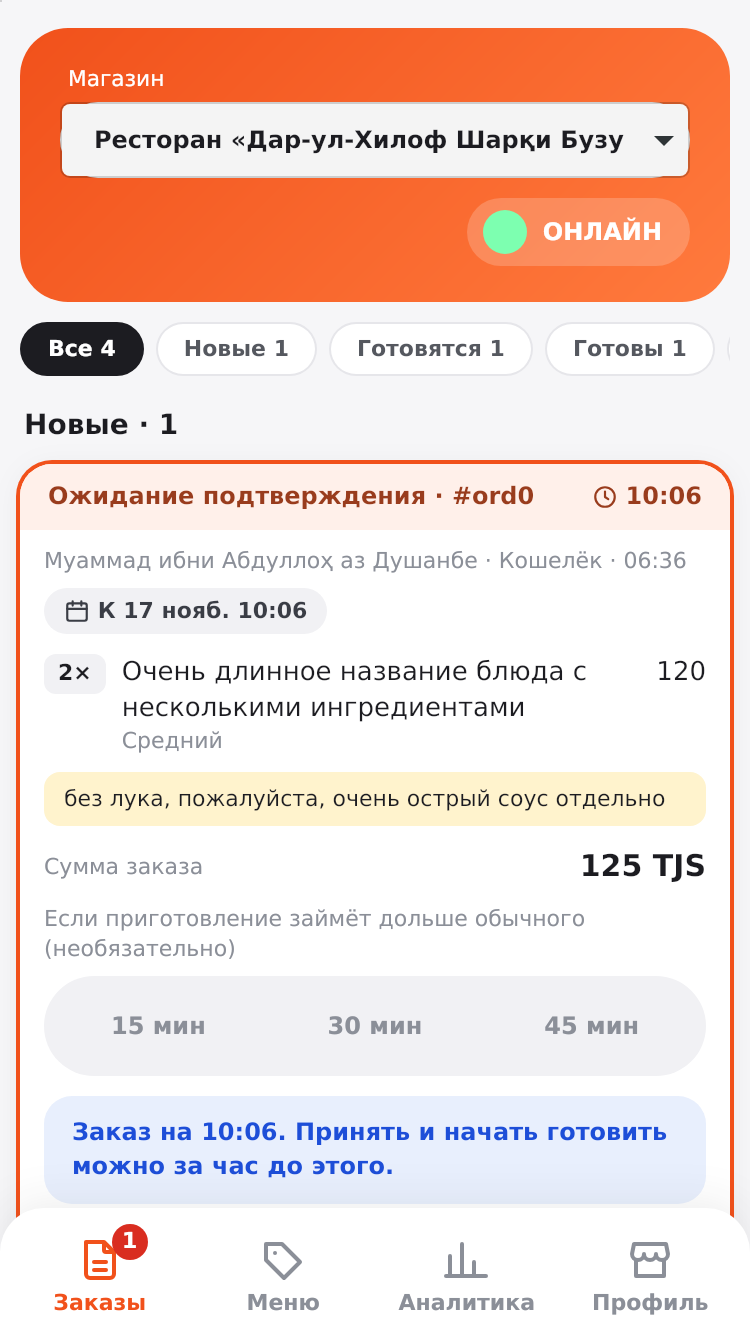 Магазин
Ресторан «Дар-ул-Хилоф Шарқи Бузу
ОНЛАЙН
Все 4
Новые 1
Готовятся 1
Готовы 1
Новые · 1
Ожидание подтверждения · #ord0
10:06
Муаммад ибни Абдуллоҳ аз Душанбе · Кошелёк · 06:36
К 17 нояб. 10:06
2× Очень длинное название блюда с 120
несколькими ингредиентами
Средний
без лука, пожалуйста, очень острый соус отдельно
Сумма заказа 125 TJS
Если приготовление займёт дольше обычного
(необязательно)
15 мин 30 мин 45 мин
Заказ на 10:06. Принять и начать готовить
можно за час до этого.
1
Заказы Меню Аналитика Профиль